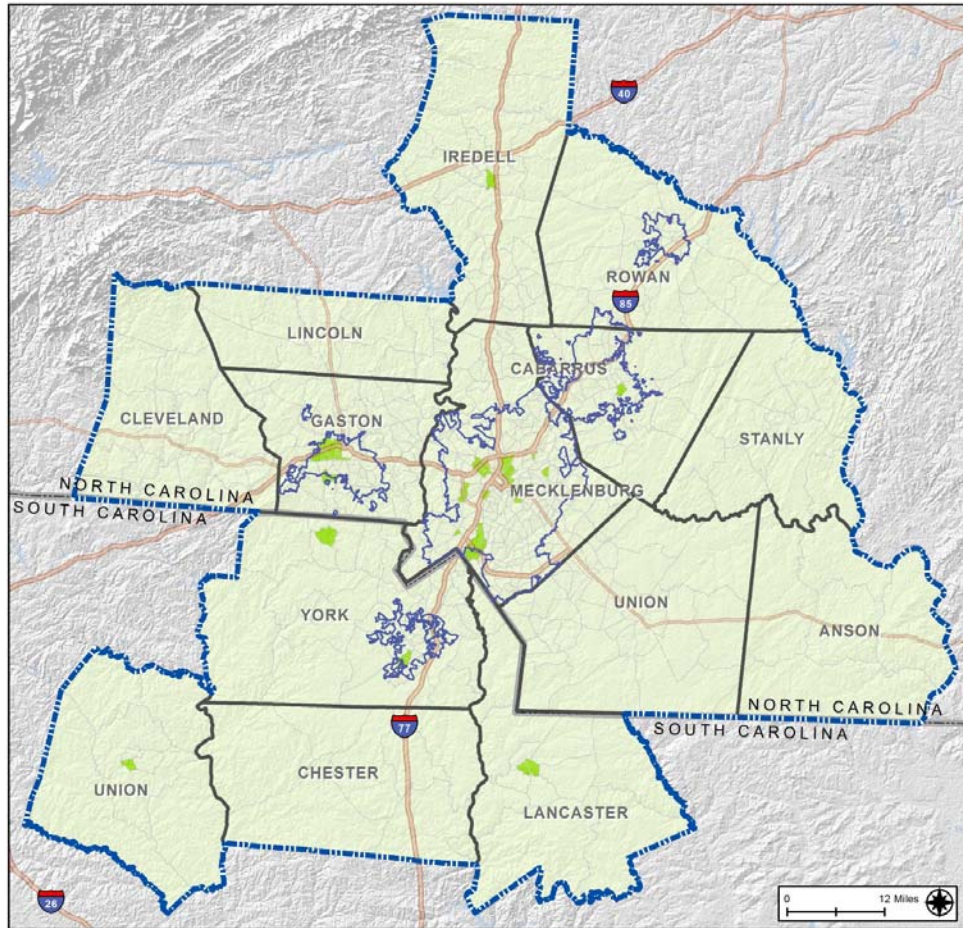 40
IREDELL
ROWAN
85
LINCOLN
CABARRUS
CLEVELAND
GASTON
STANLY
MECKLENBURG
NORTH CAROLINA
SOUTH CAROLINA
YORK
UNION
ANSON
NORTH CAROLINA
SOUTH CAROLINA
77
CHESTER
UNION
LANCASTER
26
0 12 Miles